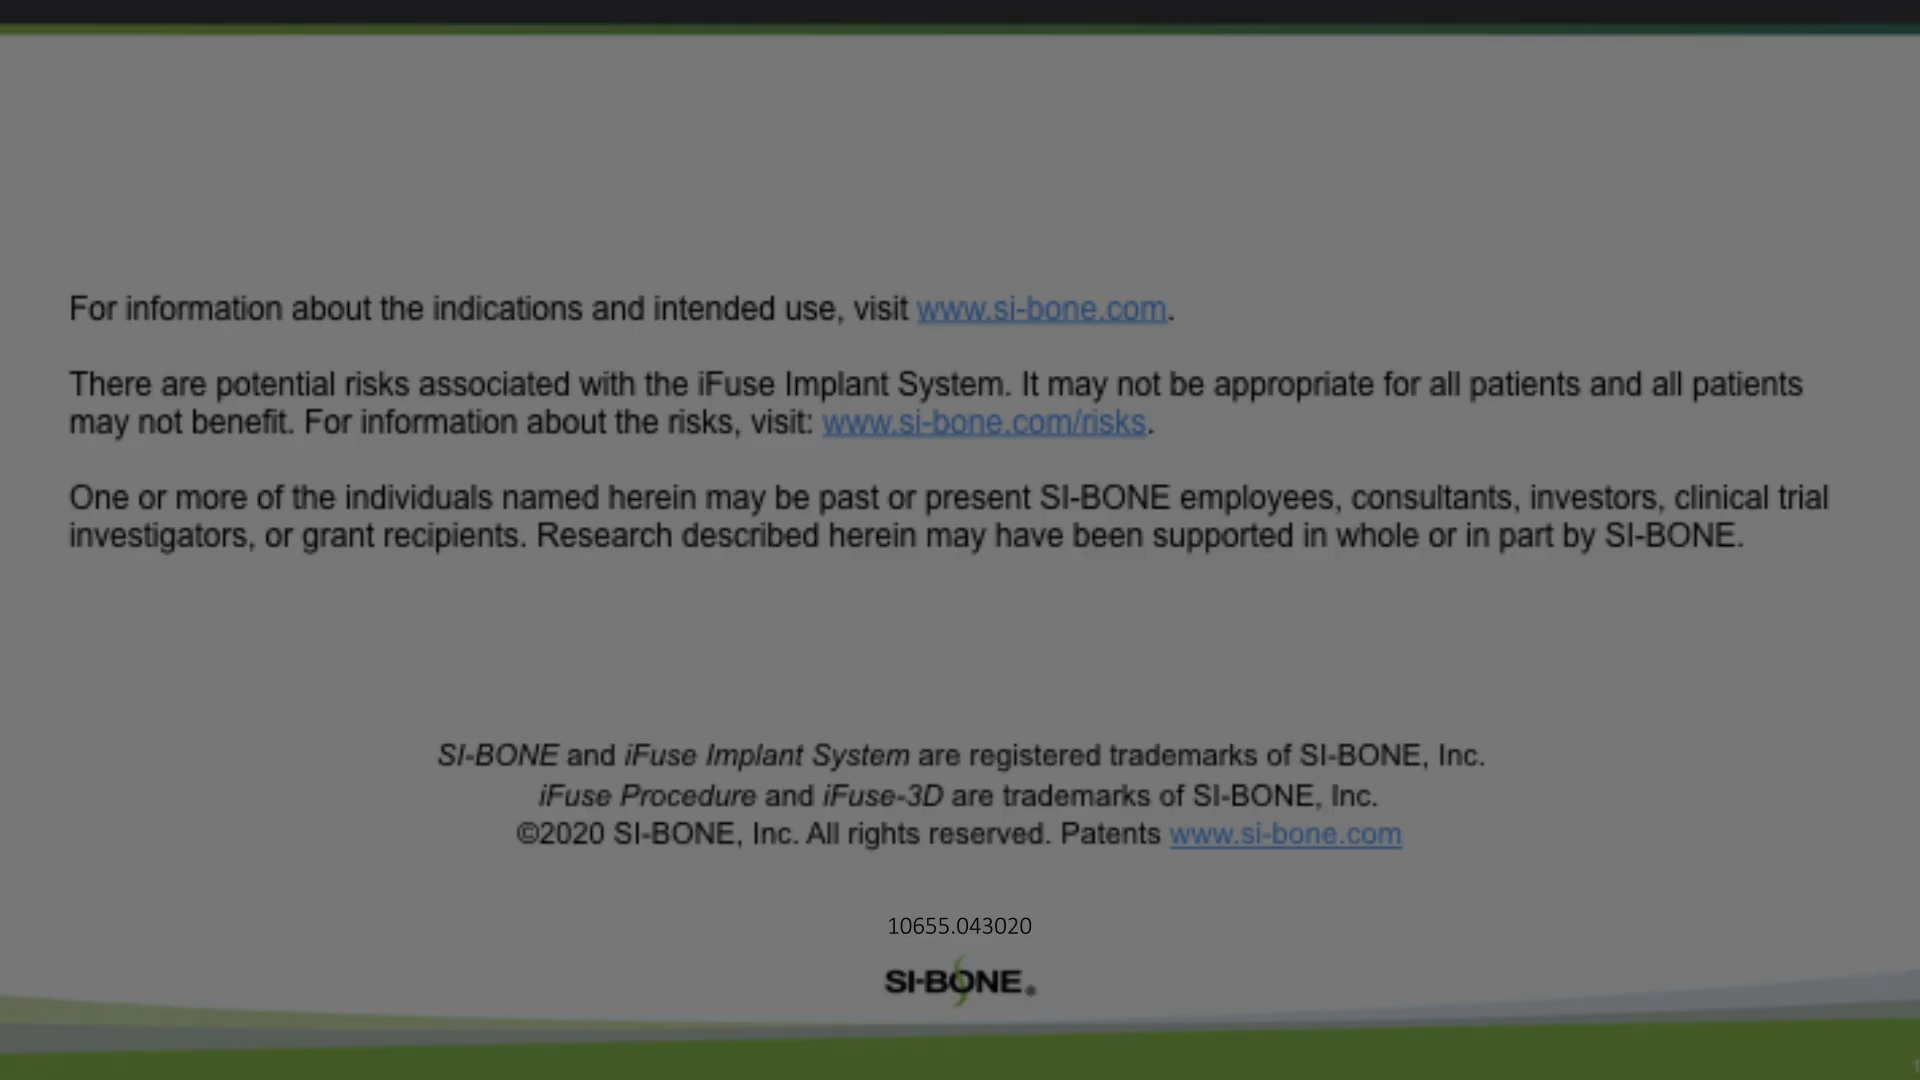 For information about the indications and intended use, visit www.si-bone.com.
There are potential risks associated with the iFuse Implant System. It may not be appropriate for all patients and all patients
may not benefit. For information about the risks, visit: www.si-bone.com/risks.
One or more of the individuals named herein may be past or present SI-BONE employees, consultants, investors, clinical trial
investigators, or grant recipients. Research described herein may have been supported in whole or in part by SI-BONE.
SI-BONE and iFuse Implant System are registered trademarks of SI-BONE, Inc.
iFuse Procedure and iFuse-3D are trademarks of SI-BONE, Inc.
©2020 SI-BONE, Inc. All rights reserved. Patents www.si-bone.com
10655.043020
SI-BONE®